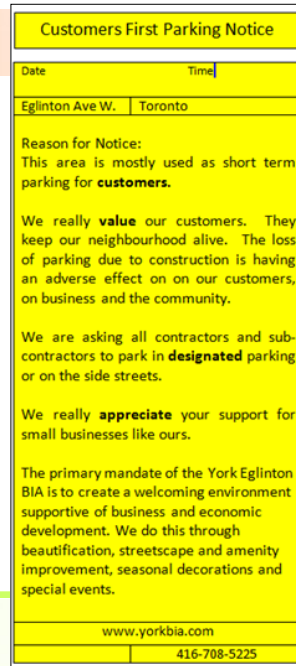 Customers First Parking Notice
Date Time
Eglinton Ave W. Toronto
Reason for Notice:
This area is mostly used as short term
parking for customers.
We really value our customers. They
keep our neighbourhood alive. The loss
of parking due to construction is having
an adverse effect on on our customers,
on business and the community.
We are asking all contractors and sub-
contractors to park in designated parking
or on the side streets.
We really appreciate your support for
small businesses like ours.
The primary mandate of the York Eglinton
BIA is to create a welcoming environment
supportive of business and economic
development. We do this through
beautification, streetscape and amenity
improvement, seasonal decorations and
special events.
www.yorkbia.com
416-708-5225